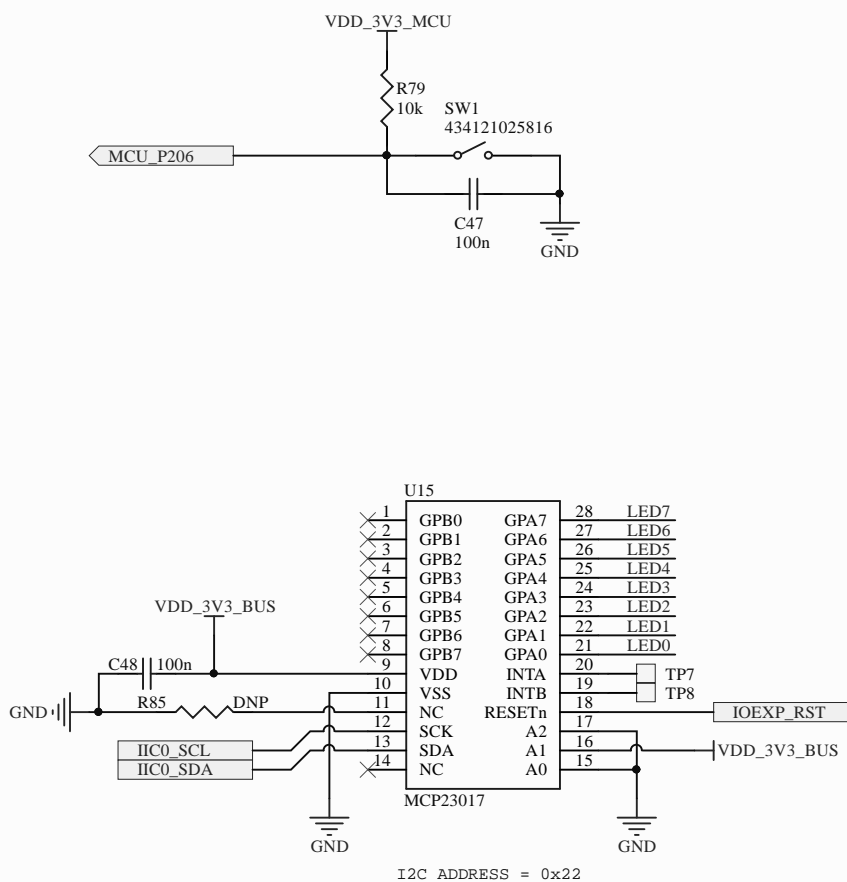 VDD_3V3_MCU
R79
10k
SW1
434121025816
MCU_P206
C47
100n
GND
U15
1 GPB0 GPA7 28 LED7
2 GPB1 GPA6 27 LED6
3 GPB2 GPA5 26 LED5
4 GPB3 GPA4 25 LED4
5 GPB4 GPA3 24 LED3
VDD_3V3_BUS
6 GPB5 GPA2 23 LED2
7 GPB6 GPA1 22 LED1
8 GPB7 GPA0 21 LED0
C48 100n 9 VDD INTA 20 TP7
10 VSS INTB 19 TP8
GND R85 DNP 11 NC RESETn 18 IOEXP_RST
12 SCK A2 17
IIC0_SCL 13 SDA A1 16 VDD_3V3_BUS
IIC0_SDA 14 NC A0 15
MCP23017
GND GND
I2C ADDRESS = 0x22